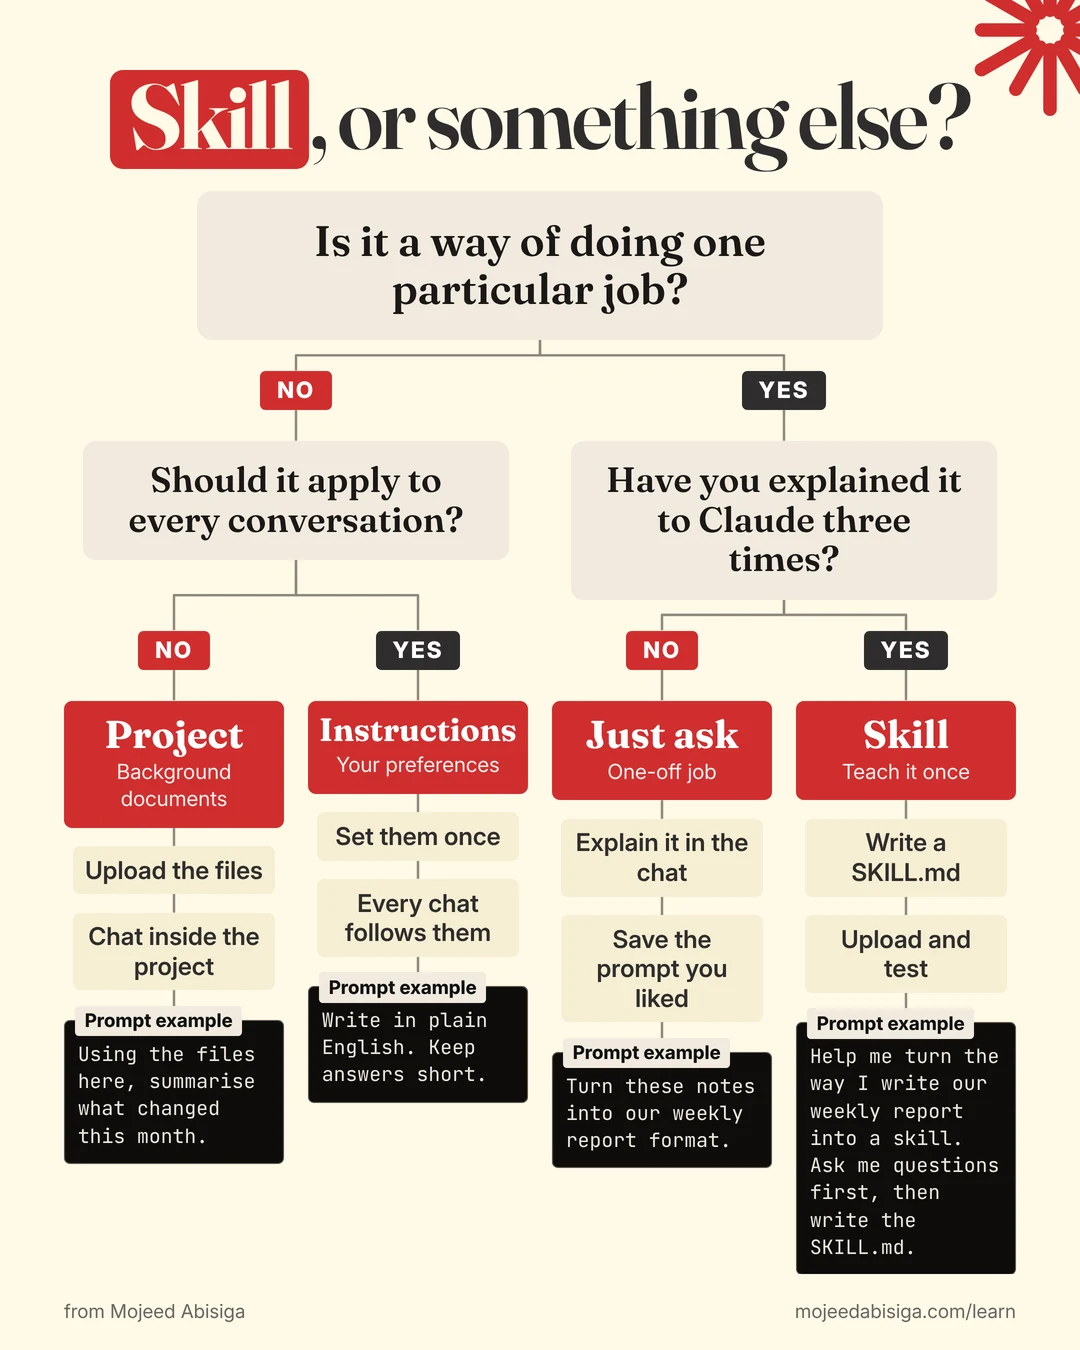 Skill, or something else?
Is it a way of doing one
particular job?
NO
YES
Should it apply to
every conversation?
Have you explained it
to Claude three
times?
NO
YES
NO
YES
Project
Background
documents
Upload the files
Chat inside the
project
Prompt example
Using the files
here, summarise
what changed
this month.
Instructions
Your preferences
Set them once
Every chat
follows them
Prompt example
Write in plain
English. Keep
answers short.
Just ask
One-off job
Explain it in the
chat
Save the
prompt you
liked
Prompt example
Turn these notes
into our weekly
report format.
Skill
Teach it once
Write a
SKILL.md
Upload and
test
Prompt example
Help me turn the
way I write our
weekly report
into a skill.
Ask me questions
first, then
write the
SKILL.md.
from Mojeed Abisiga
mojeedabisiga.com/learn